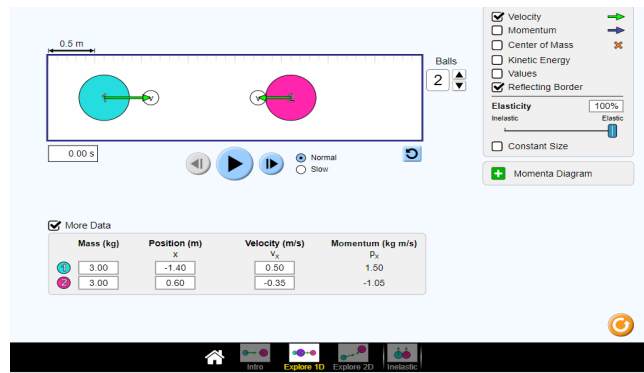 Velocity
Momentum
Center of Mass
Kinetic Energy
Values
Reflecting Border
Elasticity 100%
Inelastic Elastic
Constant Size
Momenta Diagram
0.5 m
Balls
2
1 v v 2
0.00 s
Normal
Slow
More Data
Mass (kg) Position (m) Velocity (m/s) Momentum (kg m/s)
x vx px
1 3.00 -1.40 0.50 1.50
2 3.00 0.60 -0.35 -1.05
Intro Explore 1D Explore 2D Inelastic